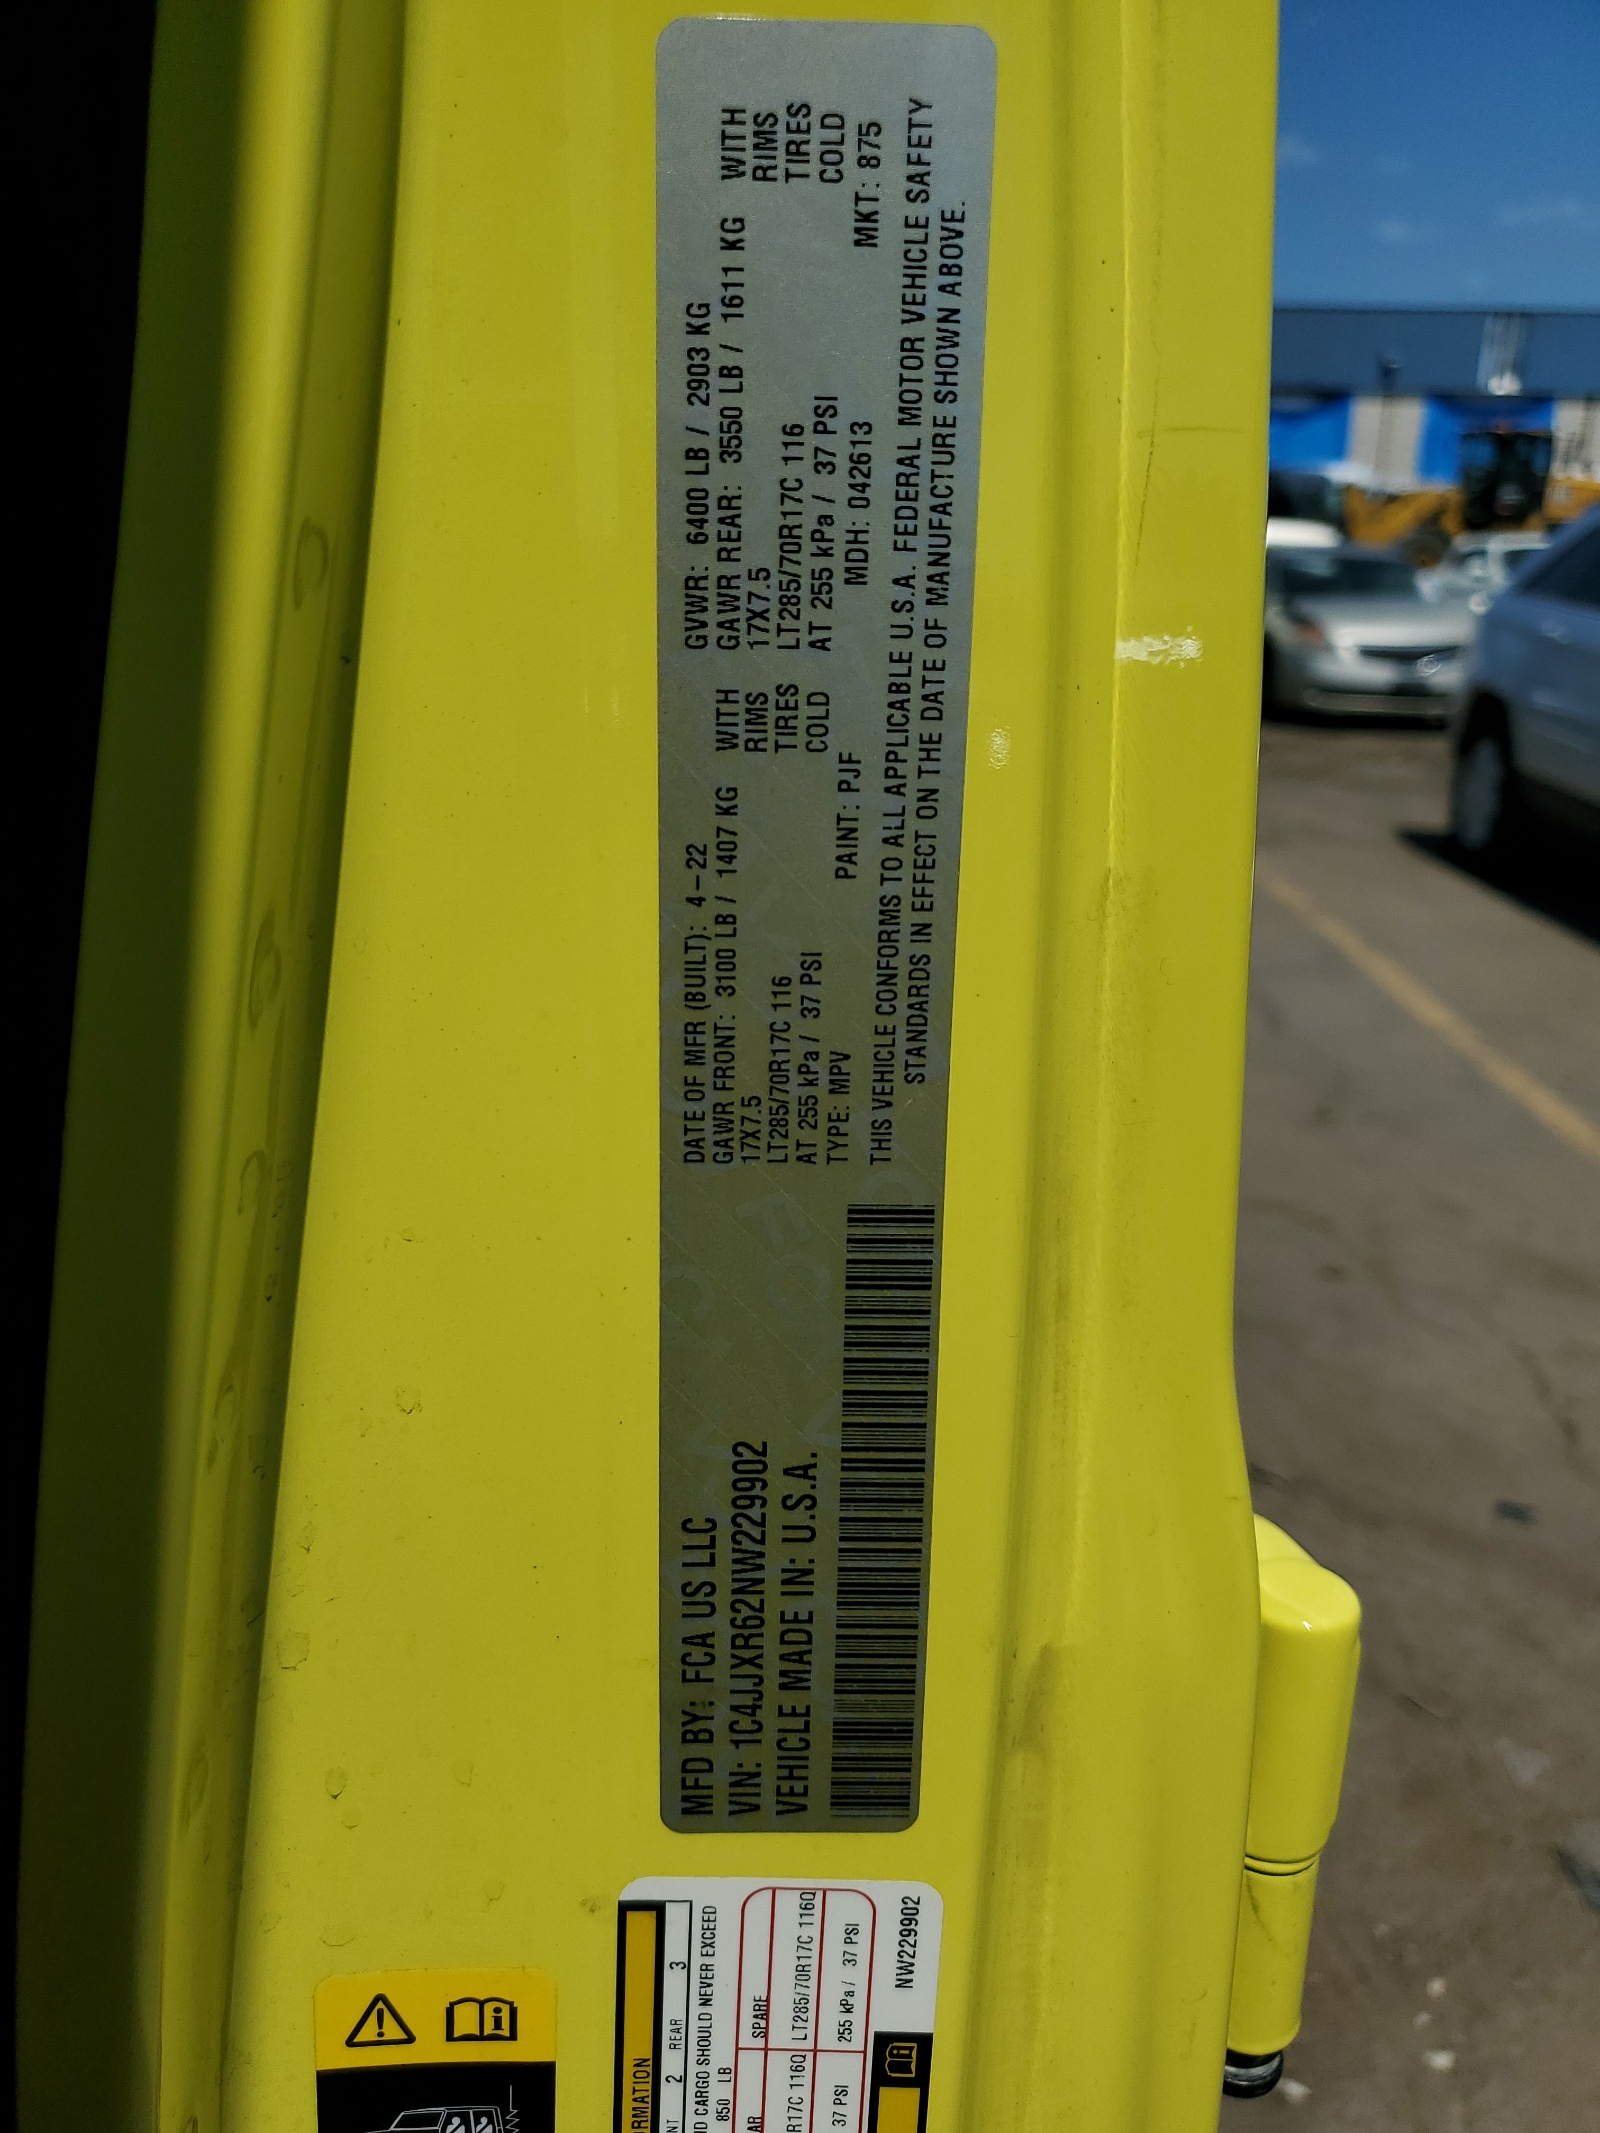 MFD BY: FCA US LLC
VIN: 1C4JJXR62NW229902
VEHICLE MADE IN: U.S.A.
DATE OF MFR (BUILT): 4-22
GAWR FRONT: 3100 LB / 1407 KG WITH
17X7.5 RIMS
LT285/70R17C 116 TIRES
AT 255 kPa / 37 PSI COLD
GVWR: 6400 LB / 2903 KG
GAWR REAR: 3550 LB / 1611 KG WITH
17X7.5 RIMS
LT285/70R17C 116 TIRES
AT 255 kPa / 37 PSI COLD
TYPE: MPV PAINT: PJF MDH: 042613 MKT: 875
THIS VEHICLE CONFORMS TO ALL APPLICABLE U.S.A. FEDERAL MOTOR VEHICLE SAFETY
STANDARDS IN EFFECT ON THE DATE OF MANUFACTURE SHOWN ABOVE.
RMATION
NT 2 REAR 3
ND CARGO SHOULD NEVER EXCEED
850 LB
AR SPARE
R17C 116Q LT285/70R17C 116Q
37 PSI 255 kPa / 37 PSI
NW229902